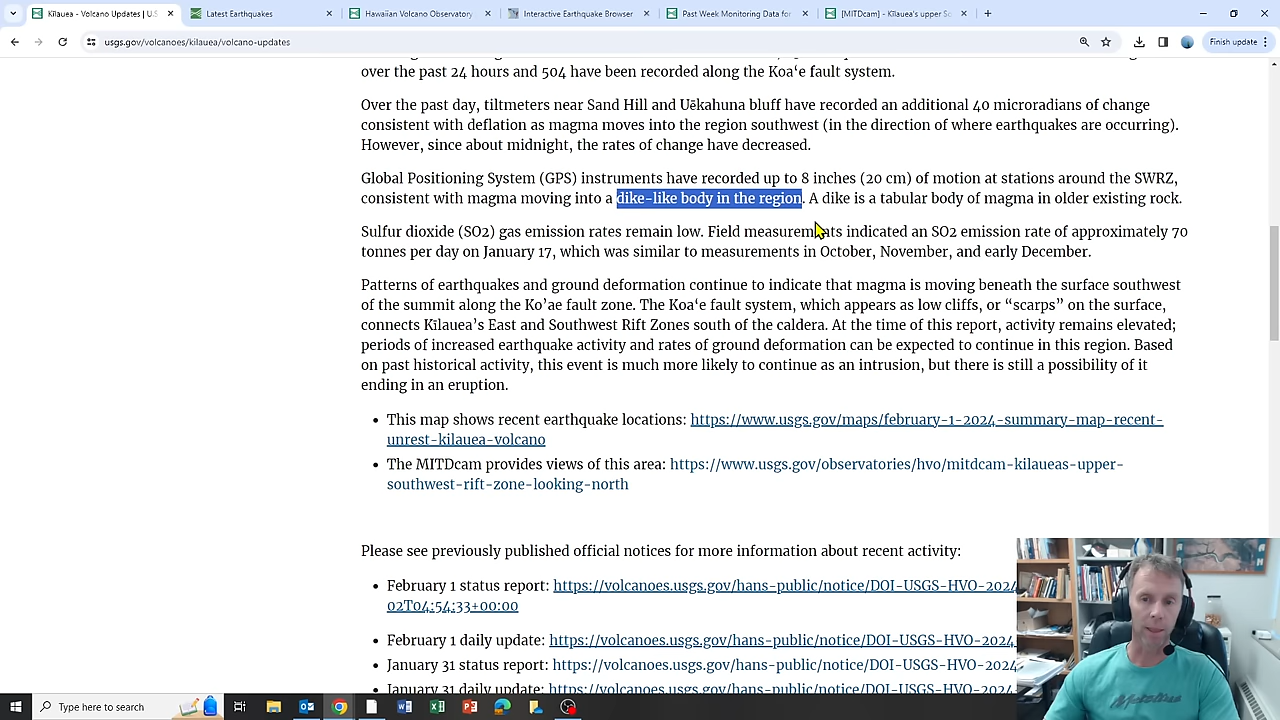 Kīlauea - Volcano Updates | U.S
Latest Earthquakes
Hawaiian Volcano Observatory
Interactive Earthquake Browser
Past Week Monitoring Data for
[MITDcam] - Kīlauea's upper So
usgs.gov/volcanoes/kilauea/volcano-updates
Finish update
over the past 24 hours and 504 have been recorded along the Koaʻe fault system.
Over the past day, tiltmeters near Sand Hill and Uēkahuna bluff have recorded an additional 40 microradians of change
consistent with deflation as magma moves into the region southwest (in the direction of where earthquakes are occurring).
However, since about midnight, the rates of change have decreased.
Global Positioning System (GPS) instruments have recorded up to 8 inches (20 cm) of motion at stations around the SWRZ,
consistent with magma moving into a dike-like body in the region. A dike is a tabular body of magma in older existing rock.
Sulfur dioxide (SO2) gas emission rates remain low. Field measurements indicated an SO2 emission rate of approximately 70
tonnes per day on January 17, which was similar to measurements in October, November, and early December.
Patterns of earthquakes and ground deformation continue to indicate that magma is moving beneath the surface southwest
of the summit along the Ko’ae fault zone. The Koaʻe fault system, which appears as low cliffs, or “scarps” on the surface,
connects Kīlauea’s East and Southwest Rift Zones south of the caldera. At the time of this report, activity remains elevated;
periods of increased earthquake activity and rates of ground deformation can be expected to continue in this region. Based
on past historical activity, this event is much more likely to continue as an intrusion, but there is still a possibility of it
ending in an eruption.
• This map shows recent earthquake locations: https://www.usgs.gov/maps/february-1-2024-summary-map-recent-
unrest-kilauea-volcano
• The MITDcam provides views of this area: https://www.usgs.gov/observatories/hvo/mitdcam-kilaueas-upper-
southwest-rift-zone-looking-north
Please see previously published official notices for more information about recent activity:
• February 1 status report: https://volcanoes.usgs.gov/hans-public/notice/DOI-USGS-HVO-2024
02T04:54:33+00:00
• February 1 daily update: https://volcanoes.usgs.gov/hans-public/notice/DOI-USGS-HVO-2024
• January 31 status report: https://volcanoes.usgs.gov/hans-public/notice/DOI-USGS-HVO-2024
• January 31 daily update: https://volcanoes.usgs.gov/hans-public/notice/DOI-USGS-HVO-2024
Type here to search